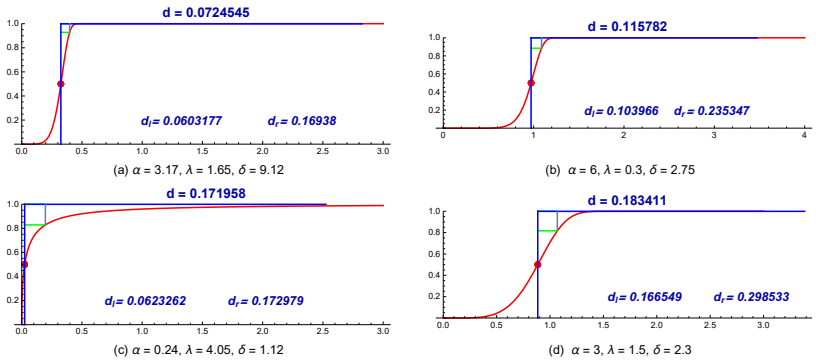 d = 0.0724545
1.0
0.8
0.6
0.4
0.2
0.0 0.5 1.0 1.5 2.0 2.5 3.0
dl= 0.0603177 dr= 0.16938
(a) α = 3.17, λ = 1.65, δ = 9.12
d = 0.115782
1.0
0.8
0.6
0.4
0.2
0 1 2 3 4
dl= 0.103966 dr= 0.235347
(b) α = 6, λ = 0.3, δ = 2.75
d = 0.171958
1.0
0.8
0.6
0.4
0.2
0.0 0.5 1.0 1.5 2.0 2.5 3.0
dl= 0.0623262 dr= 0.172979
(c) α = 0.24, λ = 4.05, δ = 1.12
d = 0.183411
1.0
0.8
0.6
0.4
0.2
0.0 0.5 1.0 1.5 2.0 2.5 3.0
dl= 0.166549 dr= 0.298533
(d) α = 3, λ = 1.5, δ = 2.3